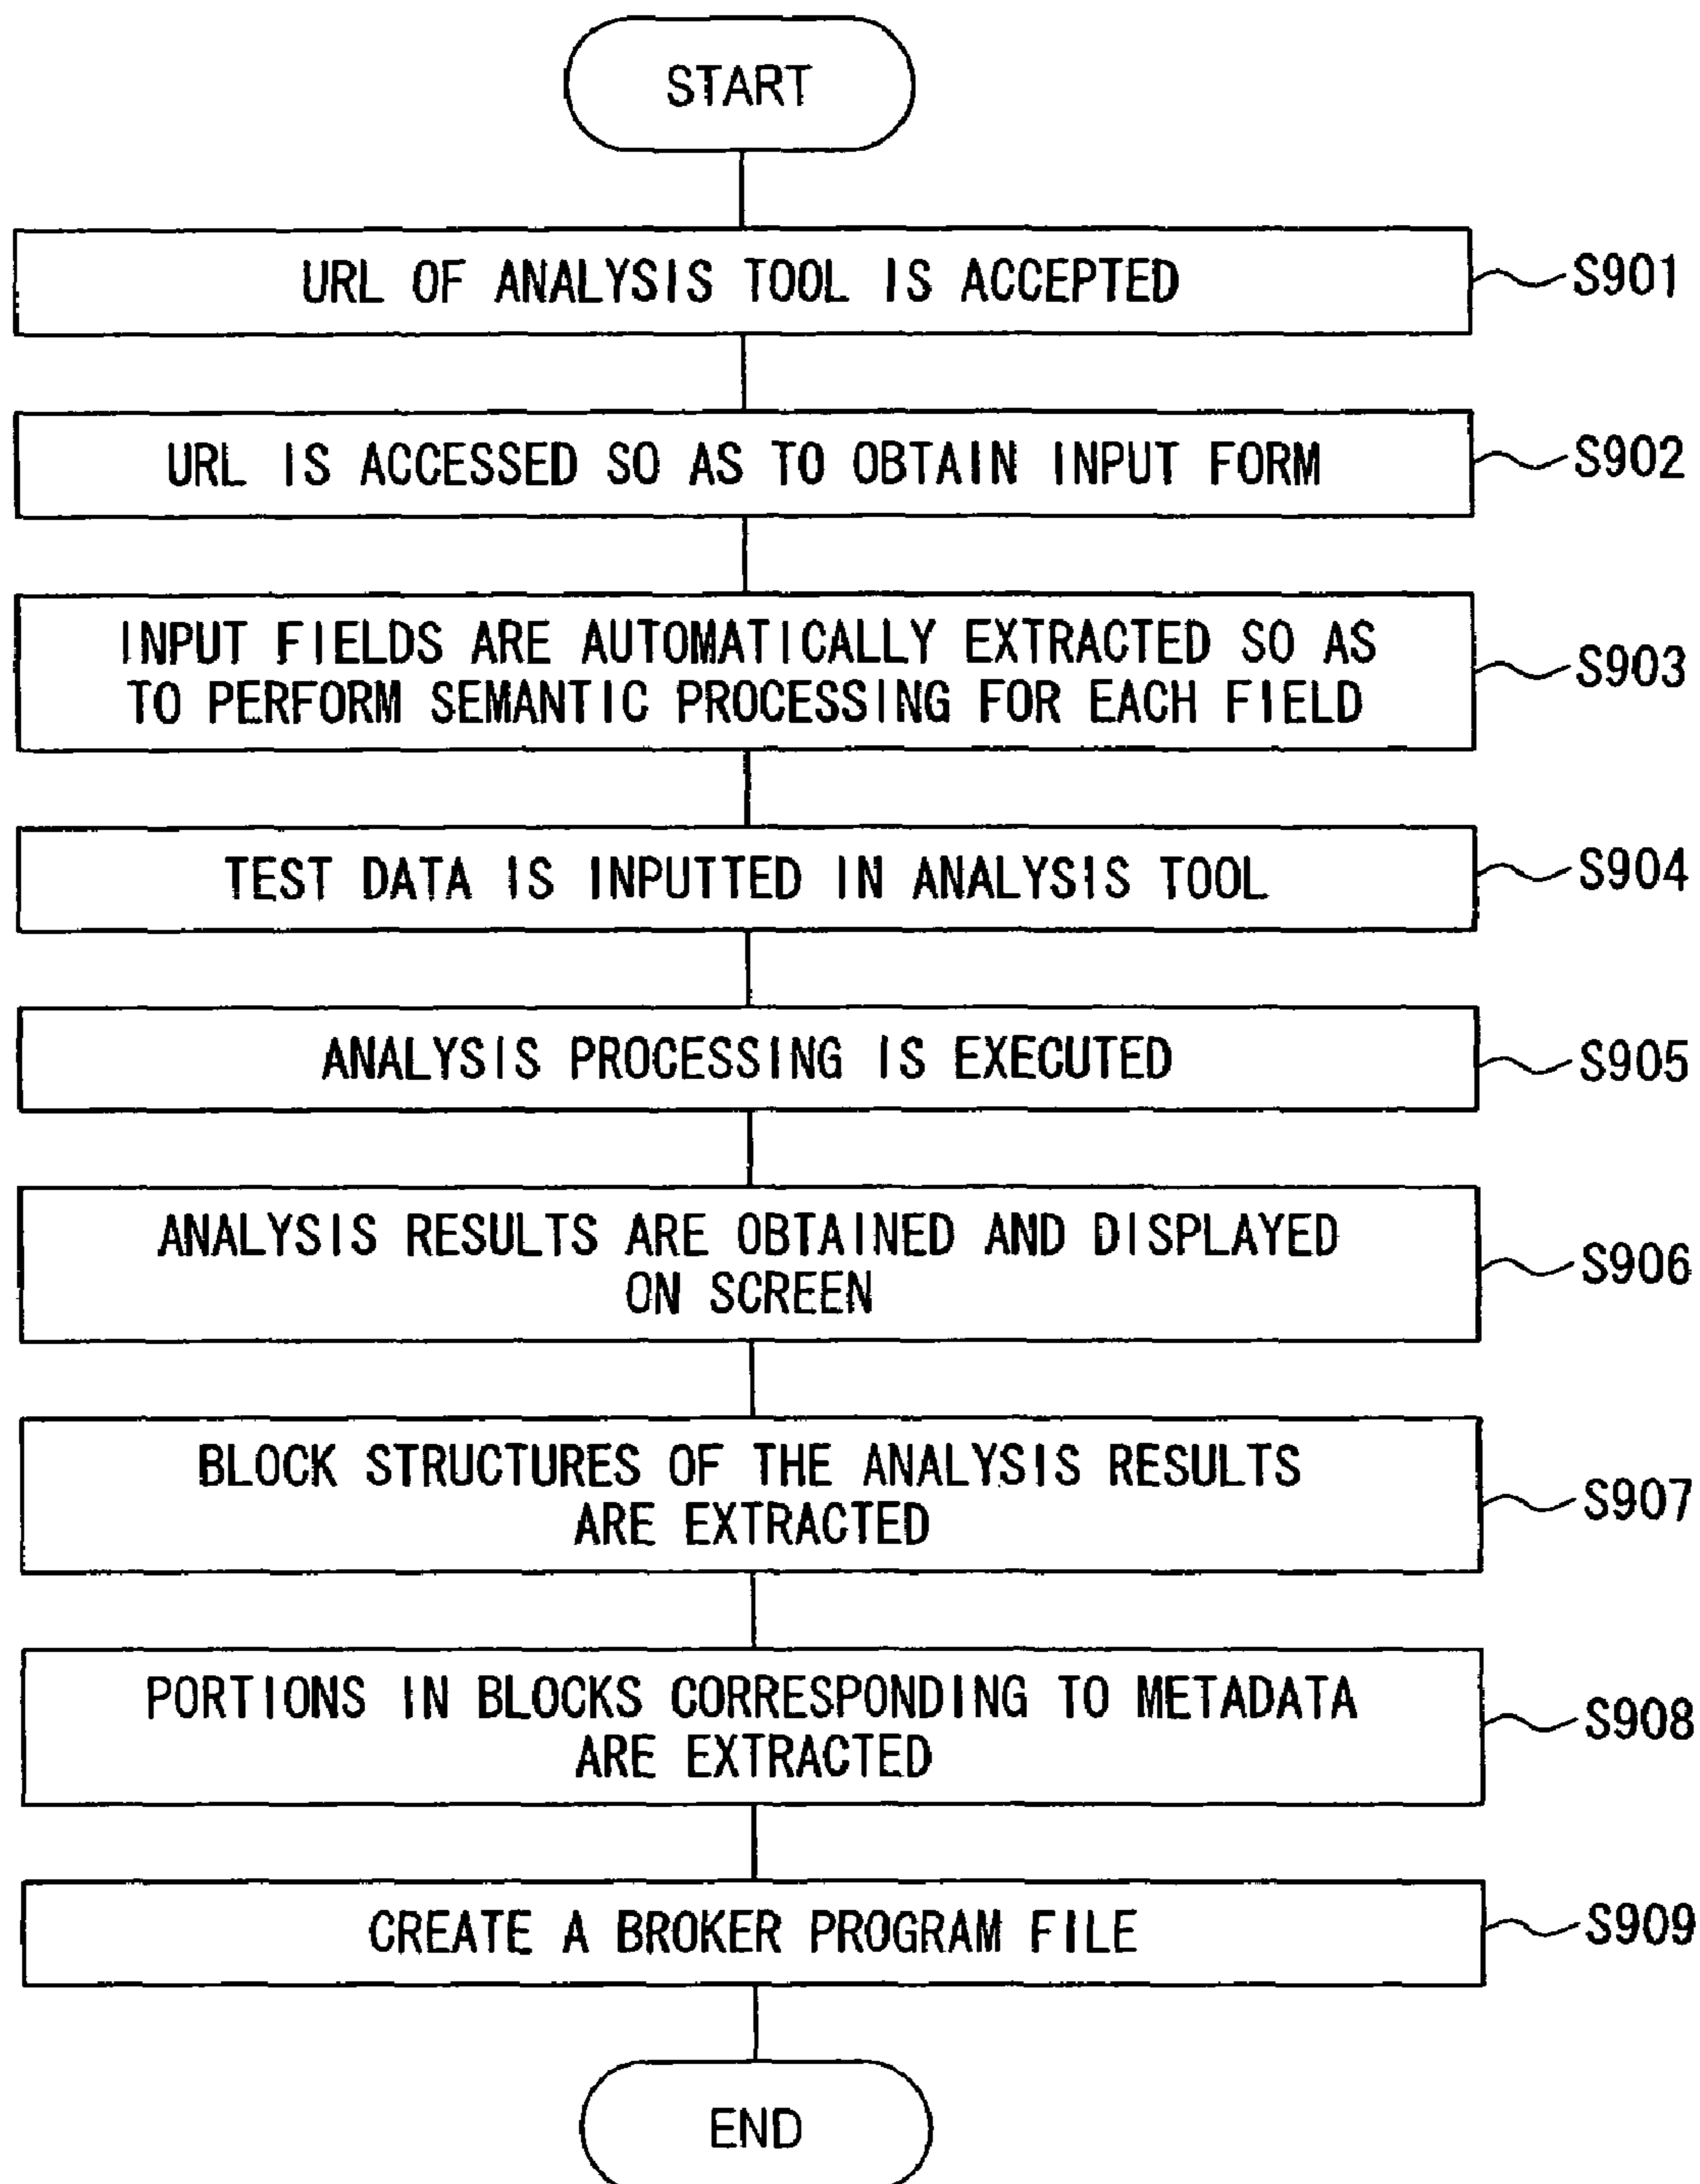 START
URL OF ANALYSIS TOOL IS ACCEPTED
S901
URL IS ACCESSED SO AS TO OBTAIN INPUT FORM
S902
INPUT FIELDS ARE AUTOMATICALLY EXTRACTED SO AS
TO PERFORM SEMANTIC PROCESSING FOR EACH FIELD
S903
TEST DATA IS INPUTTED IN ANALYSIS TOOL
S904
ANALYSIS PROCESSING IS EXECUTED
S905
ANALYSIS RESULTS ARE OBTAINED AND DISPLAYED
ON SCREEN
S906
BLOCK STRUCTURES OF THE ANALYSIS RESULTS
ARE EXTRACTED
S907
PORTIONS IN BLOCKS CORRESPONDING TO METADATA
ARE EXTRACTED
S908
CREATE A BROKER PROGRAM FILE
S909
END